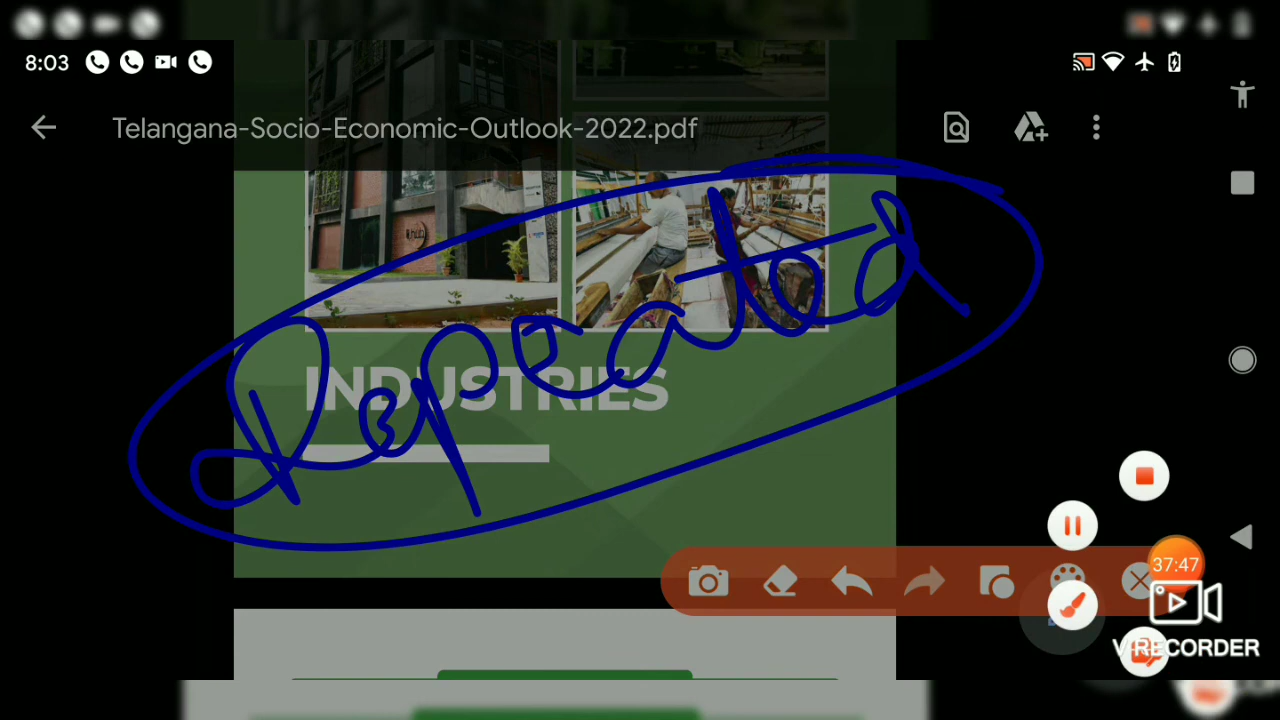 8:03
Telangana-Socio-Economic-Outlook-2022.pdf
Repeated
INDUSTRIES
37:47
V RECORDER